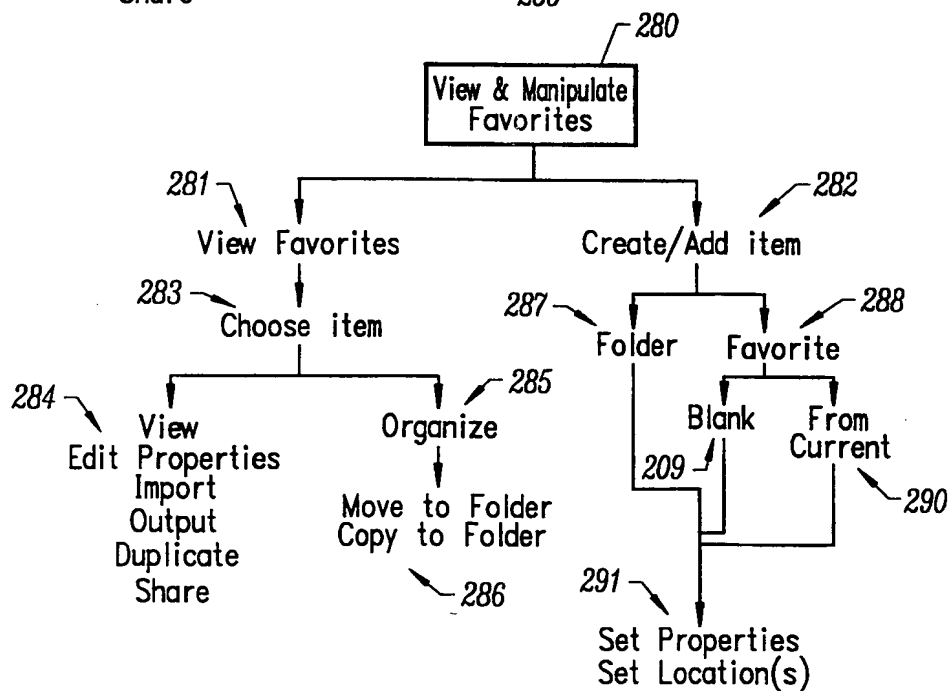 280
View & Manipulate
Favorites
281
282
View Favorites
Create/Add item
283
287
288
Choose item
Folder
Favorite
284
285
View
Organize
Blank
From
Edit Properties
Current
Import
209
290
Output
Move to Folder
Duplicate
Copy to Folder
Share
286
291
Set Properties
Set Location(s)